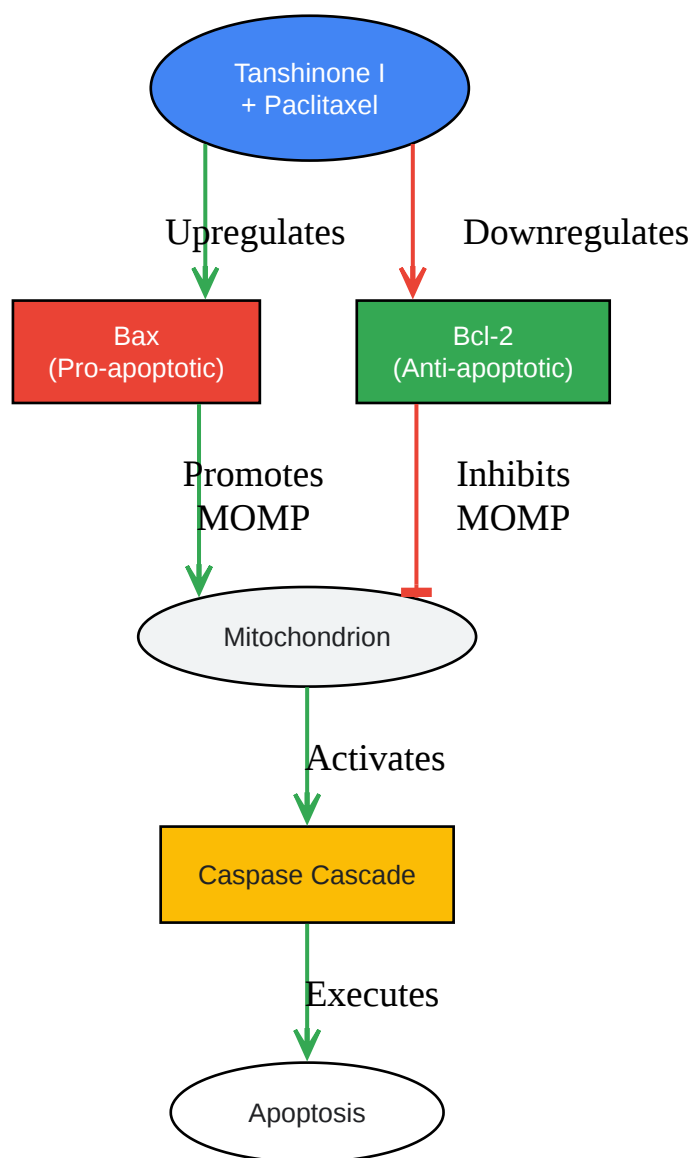 Tanshinone I
+ Paclitaxel
Upregulates
Downregulates
Bax
(Pro-apoptotic)
Bcl-2
(Anti-apoptotic)
Promotes
MOMP
Inhibits
MOMP
Mitochondrion
Activates
Caspase Cascade
Executes
Apoptosis